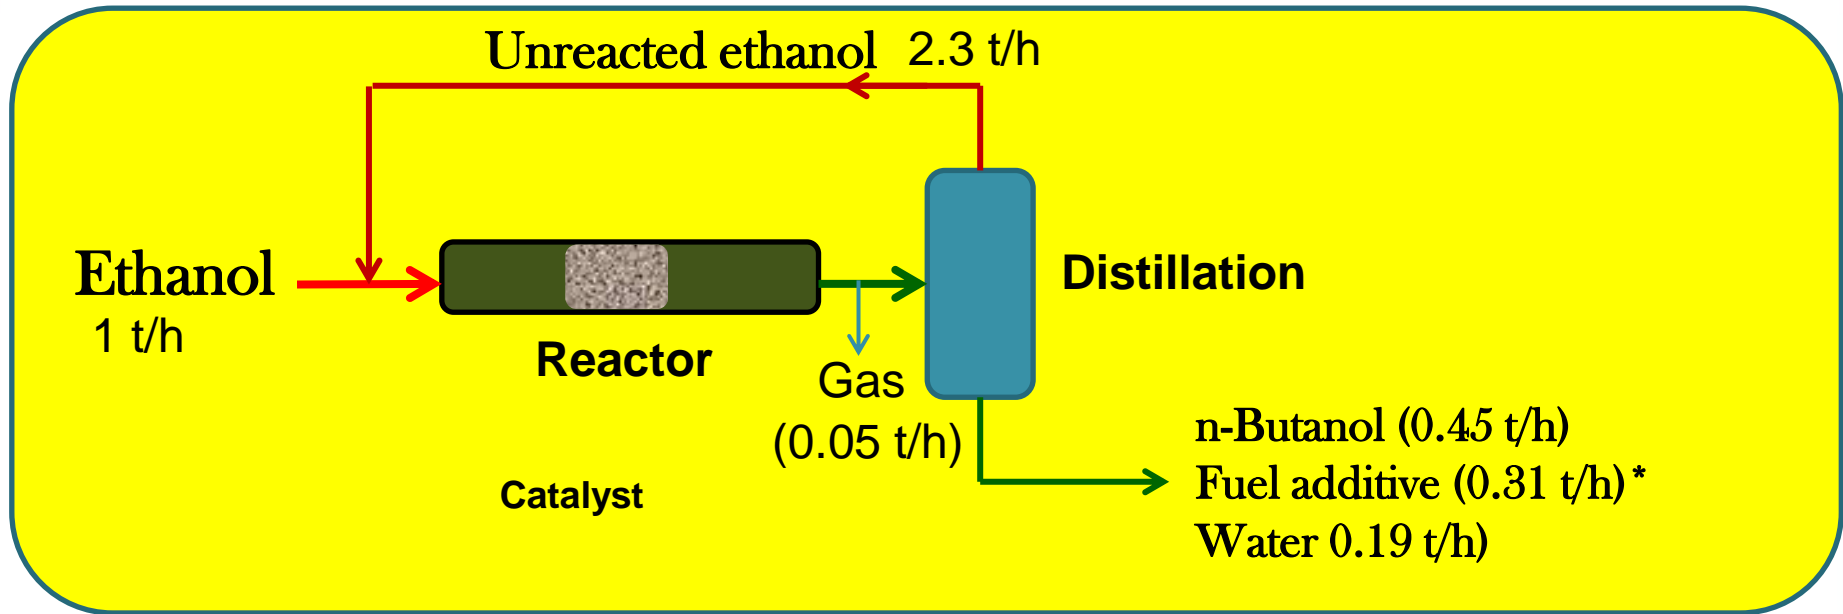 Unreacted ethanol 2.3 t/h
Ethanol
1 t/h
Reactor
Distillation
Gas
(0.05 t/h)
Catalyst
n-Butanol (0.45 t/h)
Fuel additive (0.31 t/h)*
Water 0.19 t/h)